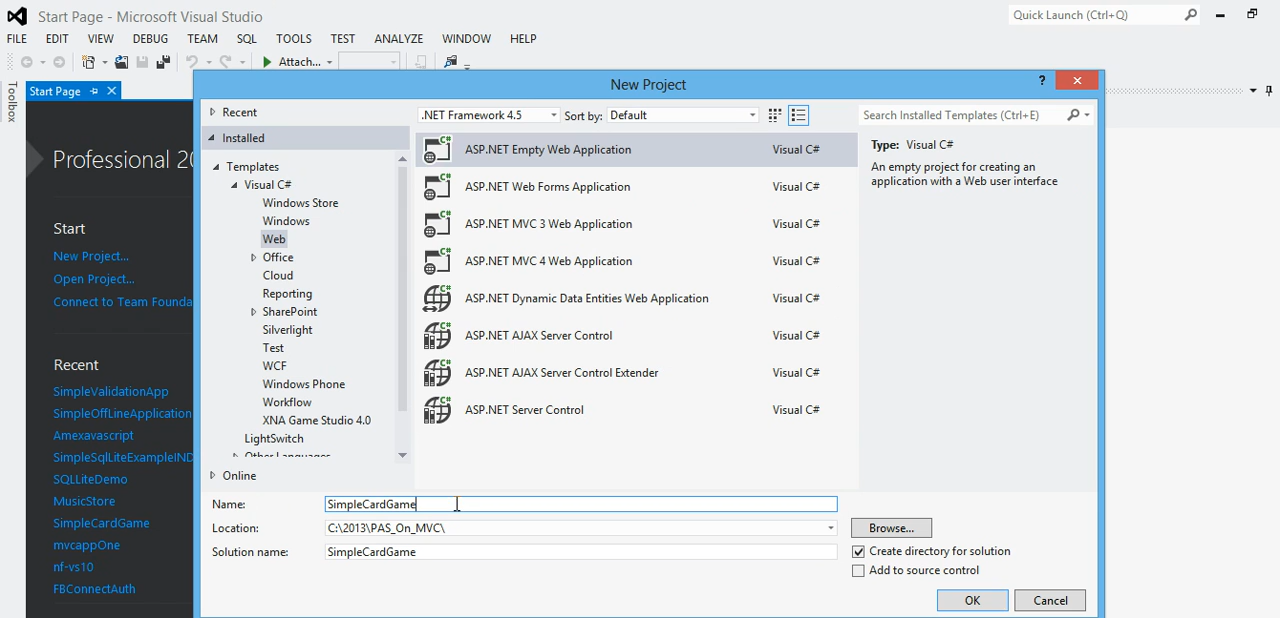 Start Page - Microsoft Visual Studio
Quick Launch (Ctrl+Q)
FILE EDIT VIEW DEBUG TEAM SQL TOOLS TEST ANALYZE WINDOW HELP
Attach...
Toolbox
Start Page
New Project
?
Professional 20
Start
New Project...
Open Project...
Connect to Team Founda
Recent
SimpleValidationApp
SimpleOffLineApplication
Amexavascript
SimpleSqlLiteExampleIND
SQLLiteDemo
MusicStore
SimpleCardGame
mvcappOne
nf-vs10
FBConnectAuth
Recent
Installed
Templates
Visual C#
Windows Store
Windows
Web
Office
Cloud
Reporting
SharePoint
Silverlight
Test
WCF
Windows Phone
Workflow
XNA Game Studio 4.0
LightSwitch
Other Languages
Online
.NET Framework 4.5 Sort by: Default
Search Installed Templates (Ctrl+E)
C# ASP.NET Empty Web Application Visual C#
C# ASP.NET Web Forms Application Visual C#
C# ASP.NET MVC 3 Web Application Visual C#
C# ASP.NET MVC 4 Web Application Visual C#
C# ASP.NET Dynamic Data Entities Web Application Visual C#
C# ASP.NET AJAX Server Control Visual C#
C# ASP.NET AJAX Server Control Extender Visual C#
C# ASP.NET Server Control Visual C#
Type: Visual C#
An empty project for creating an
application with a Web user interface
Name: SimpleCardGame
Location: C:\2013\PAS_On_MVC\
Browse...
Solution name: SimpleCardGame
Create directory for solution
Add to source control
OK Cancel